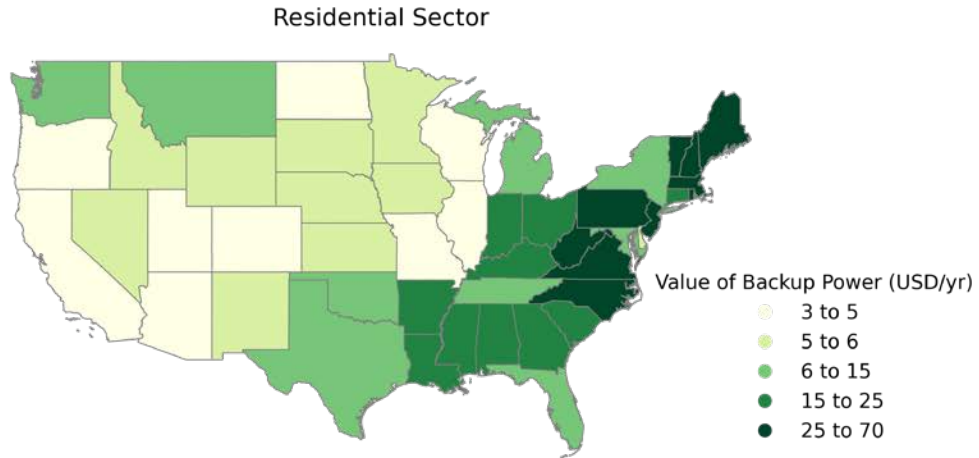 Residential Sector
Value of Backup Power (USD/yr)
3 to 5
5 to 6
6 to 15
15 to 25
25 to 70